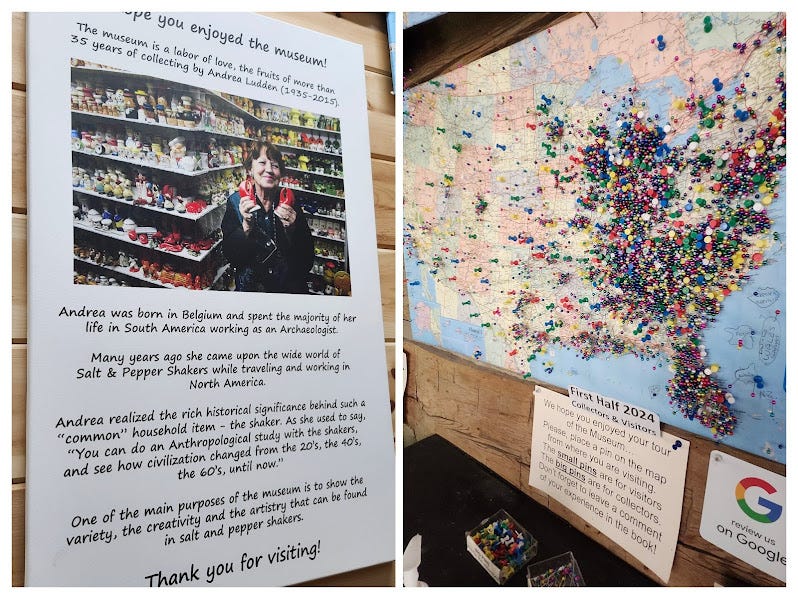 ope you enjoyed the museum!
The museum is a labor of love, the fruits of more than
35 years of collecting by Andrea Ludden (1935-2015).
Andrea was born in Belgium and spent the majority of her
life in South America working as an Archaeologist.
Many years ago she came upon the wide world of
Salt & Pepper Shakers while traveling and working in
North America.
Andrea realized the rich historical significance behind such a
"common" household item - the shaker. As she used to say,
"You can do an Anthropological study with the shakers,
and see how civilization changed from the 20's, the 40's,
the 60's, until now."
One of the main purposes of the museum is to show the
variety, the creativity and the artistry that can be found
in salt and pepper shakers.
Thank you for visiting!
First Half 2024
Collectors & Visitors
We hope you enjoyed your tour
of the Museum...
Please, place a pin on the map
from where you are visiting.
The small pins are for visitors
The big pins are for collectors.
Don't forget to leave a comment
of your experience in the book!
G
review us
on Google